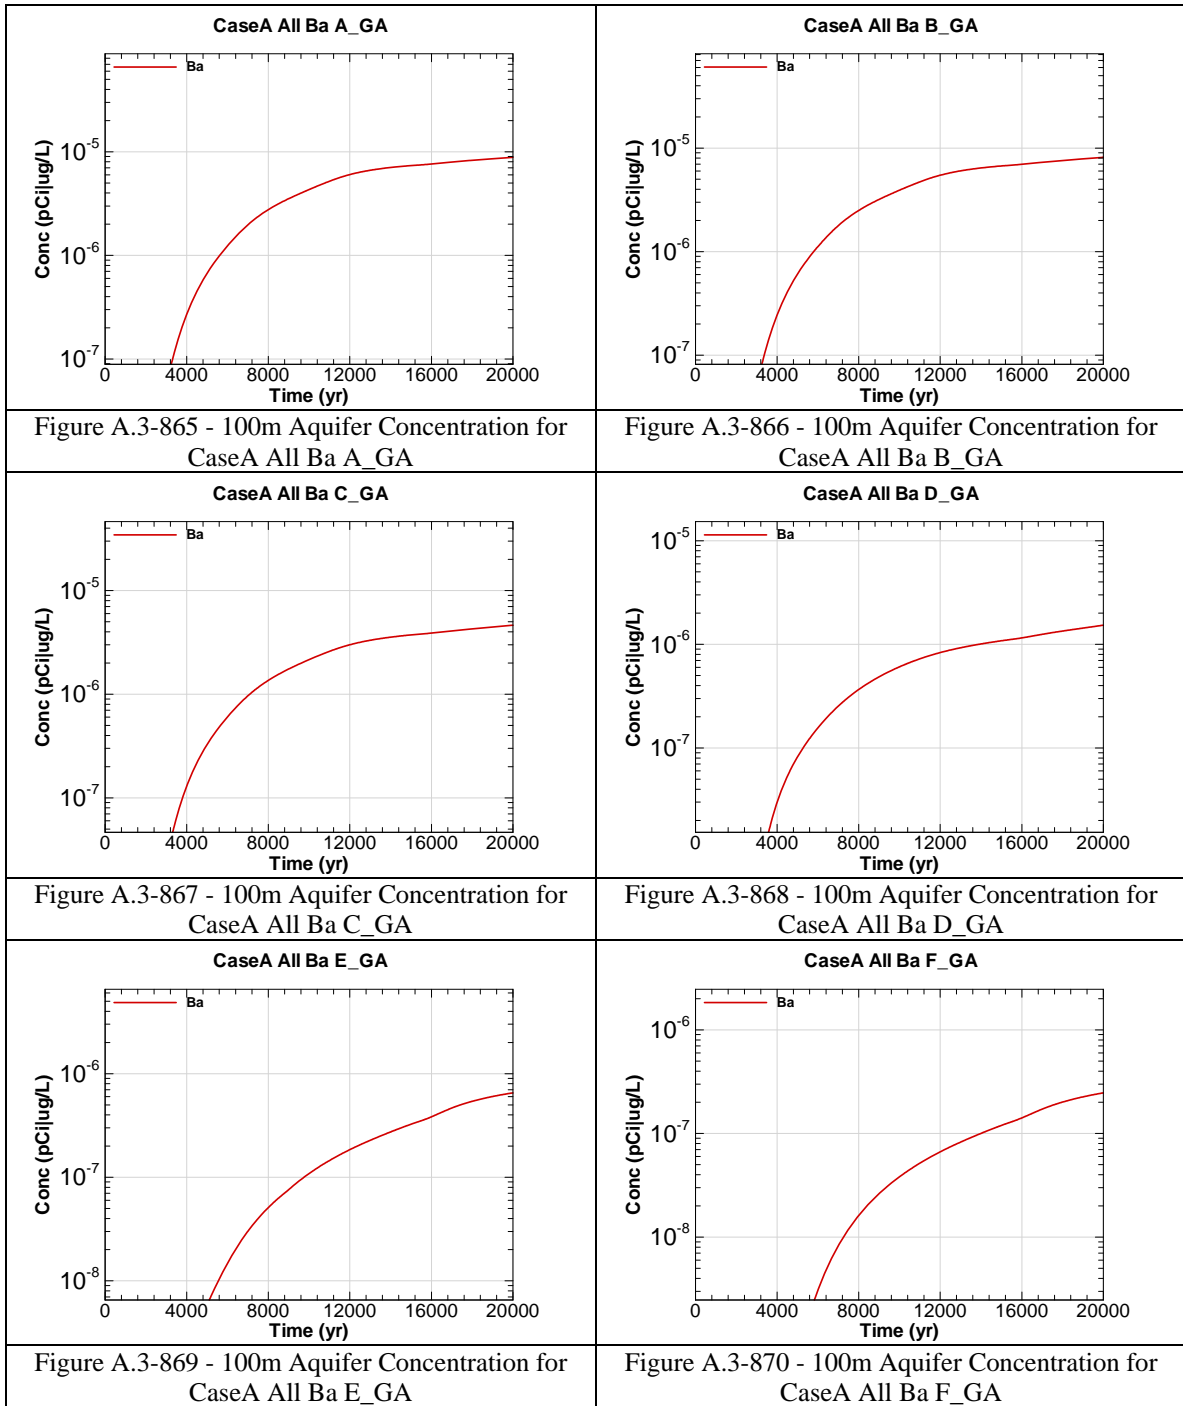 CaseA All Ba A_GA
Ba
Conc (pCi|ug/L)
10-5
10-6
10-7
0 4000 8000 12000 16000 20000
Time (yr)
Figure A.3-865 - 100m Aquifer Concentration for
CaseA All Ba A_GA
CaseA All Ba B_GA
Ba
Conc (pCi|ug/L)
10-5
10-6
10-7
0 4000 8000 12000 16000 20000
Time (yr)
Figure A.3-866 - 100m Aquifer Concentration for
CaseA All Ba B_GA
CaseA All Ba C_GA
Ba
Conc (pCi|ug/L)
10-5
10-6
10-7
0 4000 8000 12000 16000 20000
Time (yr)
Figure A.3-867 - 100m Aquifer Concentration for
CaseA All Ba C_GA
CaseA All Ba D_GA
Ba
Conc (pCi|ug/L)
10-5
10-6
10-7
0 4000 8000 12000 16000 20000
Time (yr)
Figure A.3-868 - 100m Aquifer Concentration for
CaseA All Ba D_GA
CaseA All Ba E_GA
Ba
Conc (pCi|ug/L)
10-6
10-7
10-8
0 4000 8000 12000 16000 20000
Time (yr)
Figure A.3-869 - 100m Aquifer Concentration for
CaseA All Ba E_GA
CaseA All Ba F_GA
Ba
Conc (pCi|ug/L)
10-6
10-7
10-8
0 4000 8000 12000 16000 20000
Time (yr)
Figure A.3-870 - 100m Aquifer Concentration for
CaseA All Ba F_GA